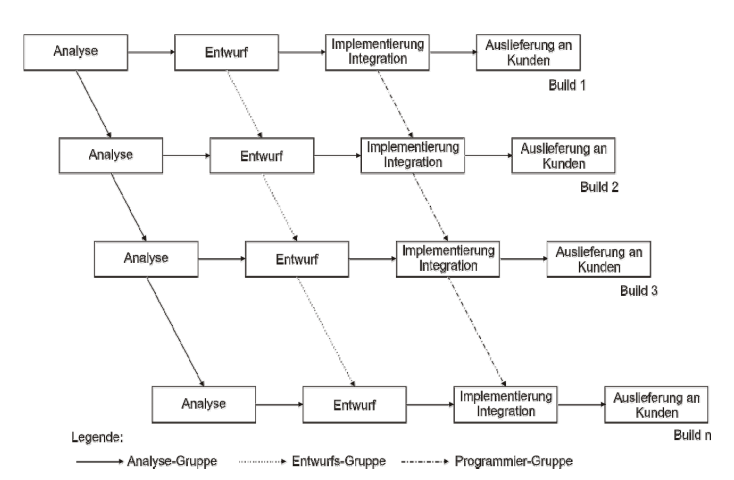 Analyse
Entwurf
Implementierung
Integration
Auslieferung an
Kunden
Build 1
Analyse
Entwurf
Implementierung
Integration
Auslieferung an
Kunden
Build 2
Analyse
Entwurf
Implementierung
Integration
Auslieferung an
Kunden
Build 3
Analyse
Entwurf
Implementierung
Integration
Auslieferung an
Kunden
Build n
Legende:
Analyse-Gruppe
Entwurfs-Gruppe
Programmier-Gruppe